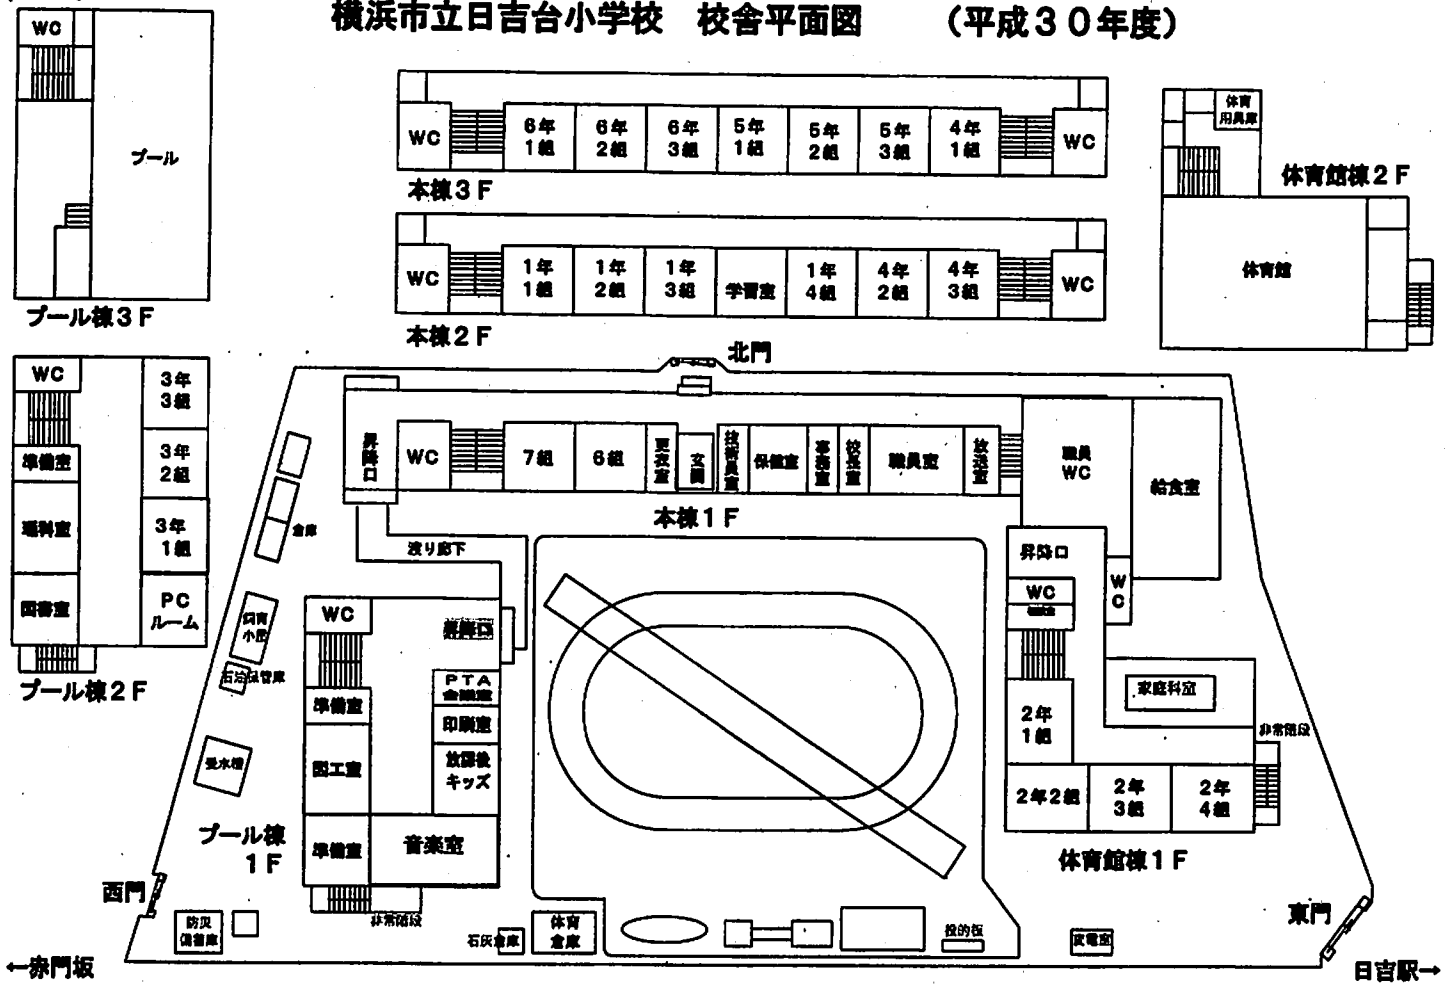 横浜市立日吉台小学校 校舎平面図 (平成30年度)
WC
プール
プール棟3F
WC
6年
1組
6年
2組
6年
3組
5年
1組
5年
2組
5年
3組
4年
1組
WC
本棟3F
体育
用具庫
体育館棟2F
体育館
WC
1年
1組
1年
2組
1年
3組
学習室
1年
4組
4年
2組
4年
3組
WC
本棟2F
北門
WC
3年
3組
準備室
3年
2組
理科室
3年
1組
図書室
PC
ルーム
プール棟2F
昇降口
WC
7組
6組
更衣室
玄関
技術員室
保健室
事務室
校長室
職員室
放送室
職員
WC
給食室
本棟1F
倉庫
渡り廊下
飼育
小屋
石灰保管庫
受水槽
WC
昇降口
PTA
会議室
準備室
印刷室
図工室
放課後
キッズ
準備室
音楽室
プール棟
1F
非常階段
昇降口
WC
WC
家庭科室
2年
1組
非常階段
2年2組
2年
3組
2年
4組
体育館棟1F
西門
防災
備蓄庫
石灰倉庫
体育
倉庫
投的板
変電室
東門
←赤門坂
日吉駅→